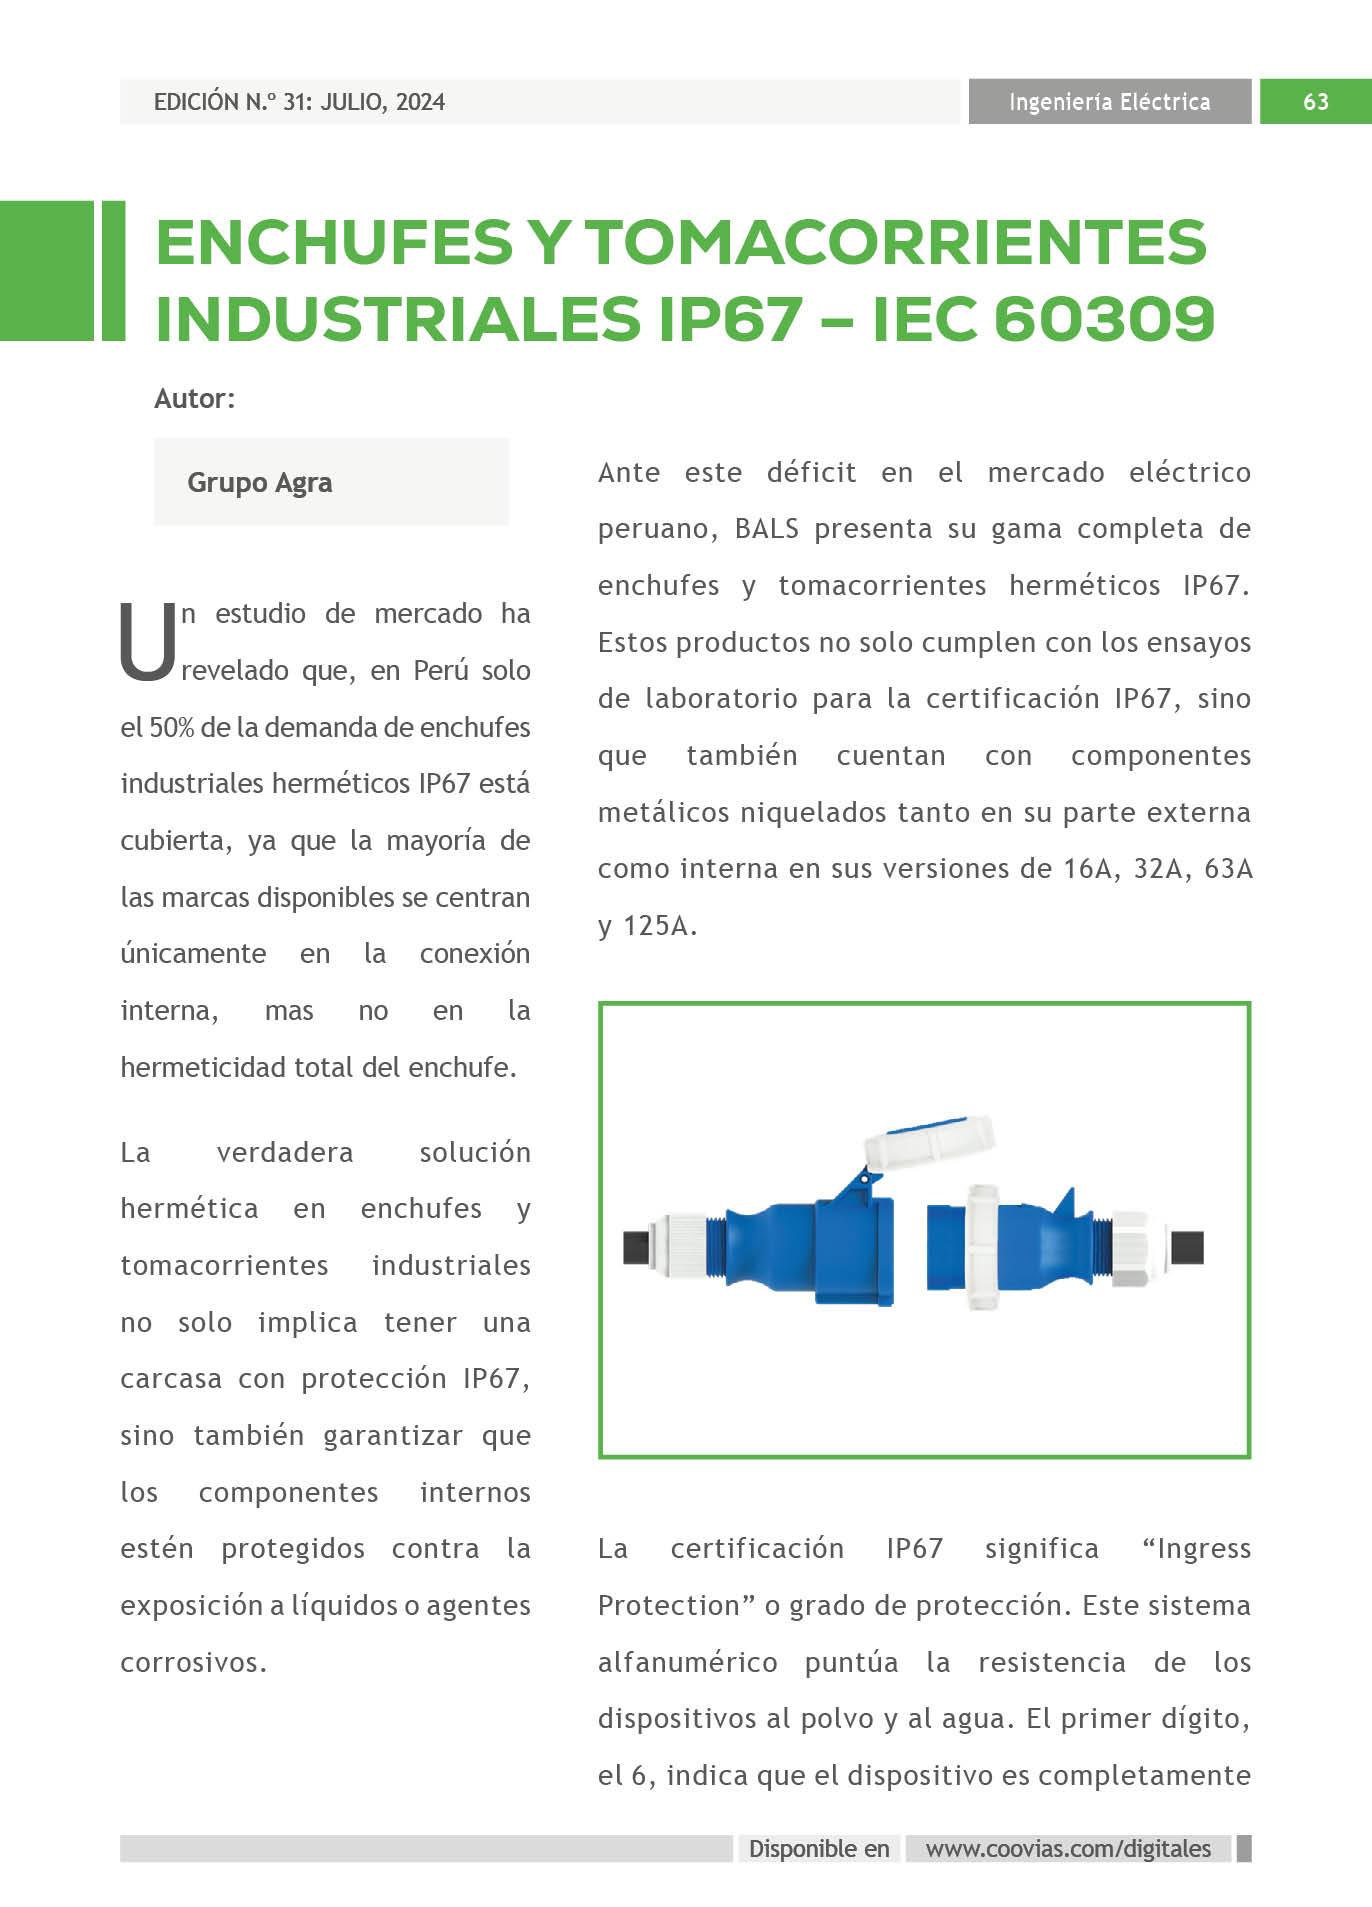 EDICIÓN N.º 31: JULIO, 2024
Ingeniería Eléctrica
63
ENCHUFES Y TOMACORRIENTES
INDUSTRIALES IP67 – IEC 60309
Autor:
Grupo Agra
Un estudio de mercado ha
revelado que, en Perú solo
el 50% de la demanda de enchufes
industriales herméticos IP67 está
cubierta, ya que la mayoría de
las marcas disponibles se centran
únicamente en la conexión
interna, mas no en la
hermeticidad total del enchufe.
La verdadera solución
hermética en enchufes y
tomacorrientes industriales
no solo implica tener una
carcasa con protección IP67,
sino también garantizar que
los componentes internos
estén protegidos contra la
exposición a líquidos o agentes
corrosivos.
Ante este déficit en el mercado eléctrico
peruano, BALS presenta su gama completa de
enchufes y tomacorrientes herméticos IP67.
Estos productos no solo cumplen con los ensayos
de laboratorio para la certificación IP67, sino
que también cuentan con componentes
metálicos niquelados tanto en su parte externa
como interna en sus versiones de 16A, 32A, 63A
y 125A.
La certificación IP67 significa “Ingress
Protection” o grado de protección. Este sistema
alfanumérico puntúa la resistencia de los
dispositivos al polvo y al agua. El primer dígito,
el 6, indica que el dispositivo es completamente
Disponible en
www.coovias.com/digitales